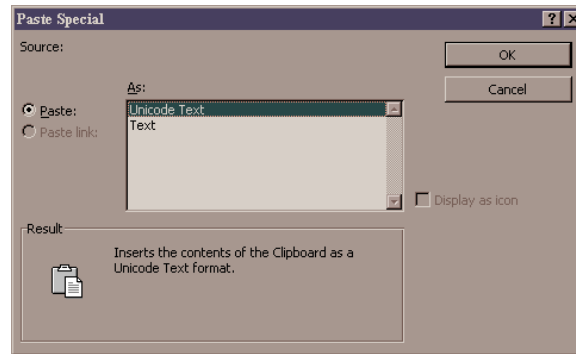 Paste Special
Source:
OK
Cancel
As:
Paste:
Paste link:
Unicode Text
Text
Display as icon
Result
Inserts the contents of the Clipboard as a
Unicode Text format.